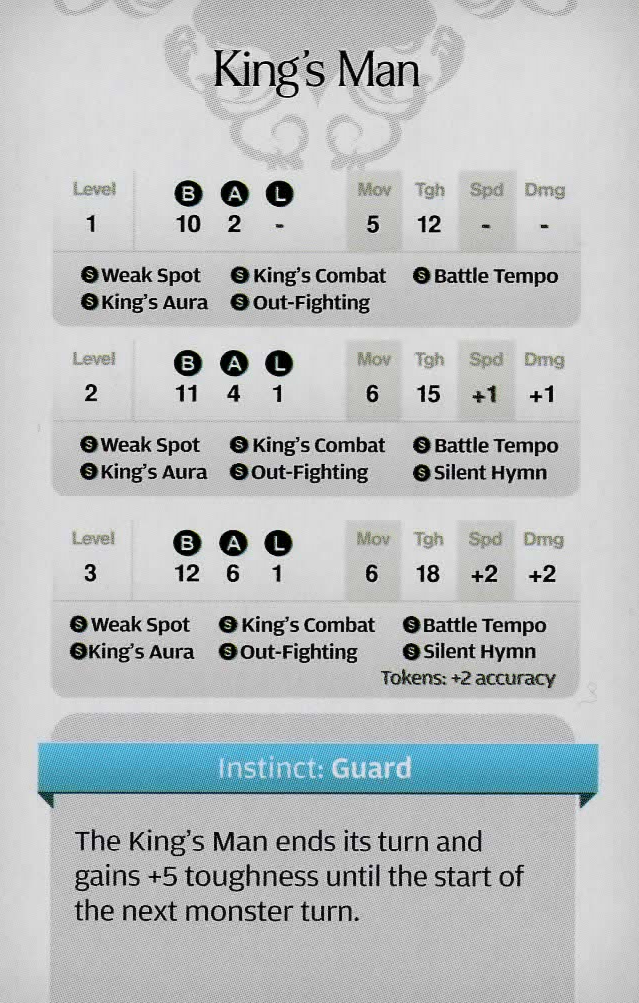 King's Man
Level B A L Mov Tgh Spd Dmg
1 10 2 - 5 12 - -
S Weak Spot S King's Combat S Battle Tempo
S King's Aura S Out-Fighting
Level B A L Mov Tgh Spd Dmg
2 11 4 1 6 15 +1 +1
S Weak Spot S King's Combat S Battle Tempo
S King's Aura S Out-Fighting S Silent Hymn
Level B A L Mov Tgh Spd Dmg
3 12 6 1 6 18 +2 +2
S Weak Spot S King's Combat S Battle Tempo
S King's Aura S Out-Fighting S Silent Hymn
Tokens: +2 accuracy
Instinct: Guard
The King's Man ends its turn and
gains +5 toughness until the start of
the next monster turn.